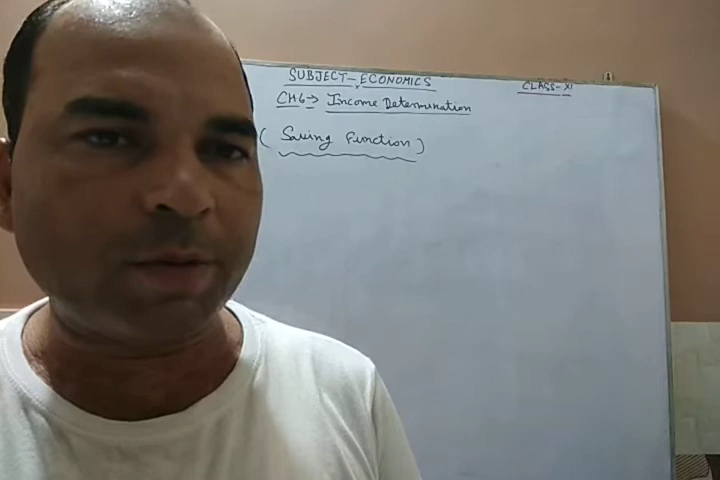 SUBJECT-ECONOMICS
CLASS-XI
CH6-> Income Determination
(Saving Function)